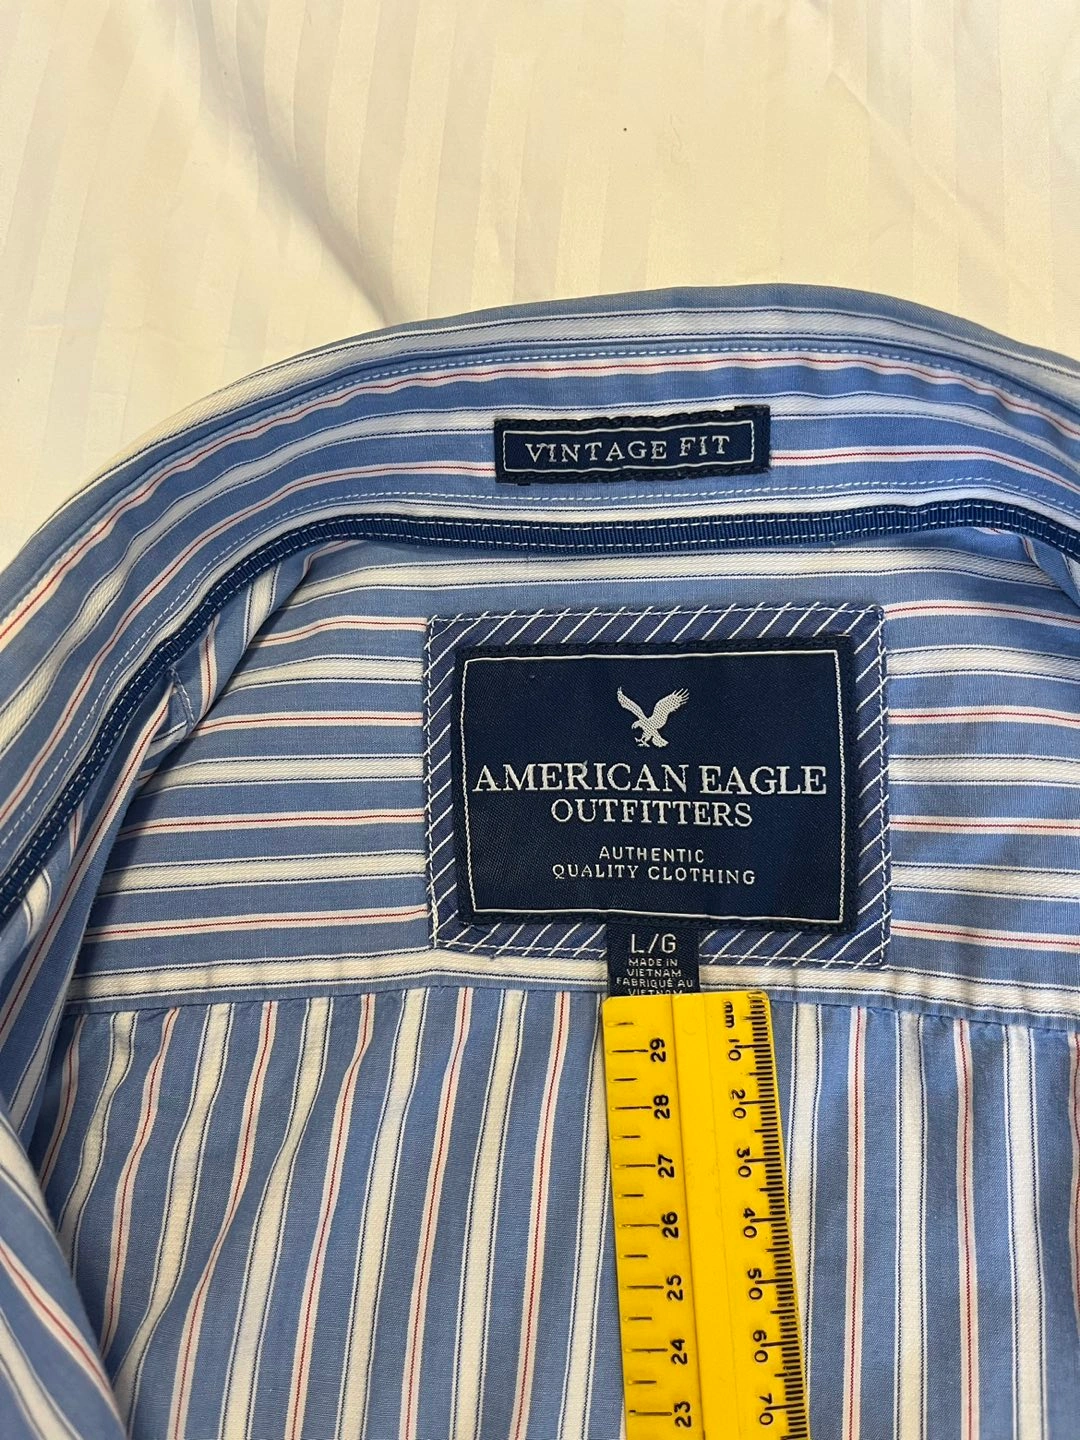 VINTAGE FIT
AMERICAN EAGLE
OUTFITTERS
AUTHENTIC
QUALITY CLOTHING
L/G
MADE IN
VIETNAM
FABRIQUÉ AU
VIETNAM
mm
29 10
28 20
27 30
26 40
25 50
24 60
23 70